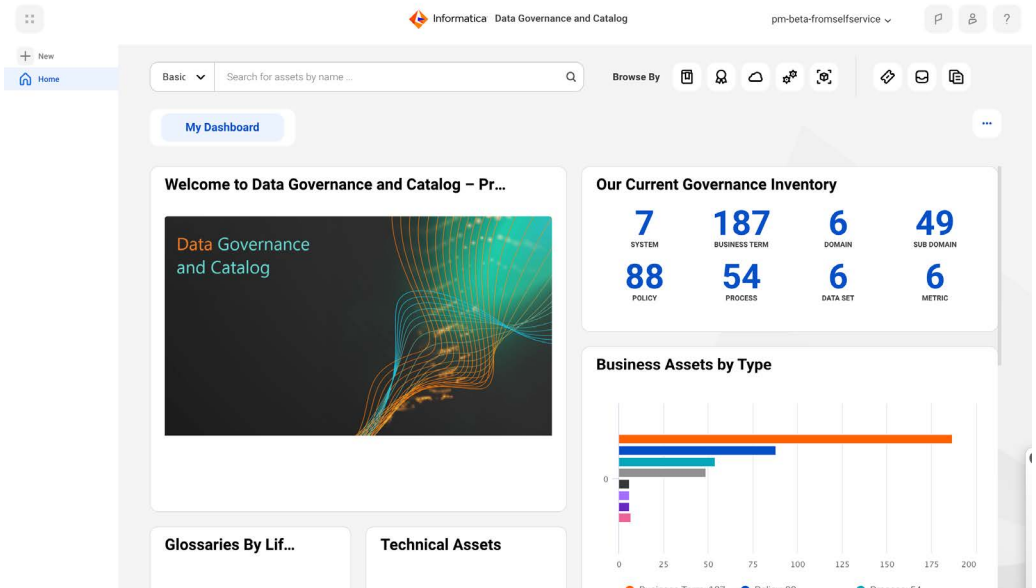 Informatica Data Governance and Catalog
pm-beta-fromselfservice
?
New
Home
Basic
Search for assets by name ...
Browse By
My Dashboard
...
Welcome to Data Governance and Catalog – Pr...
Data Governance
and Catalog
Our Current Governance Inventory
7 187 6 49
SYSTEM BUSINESS TERM DOMAIN SUB DOMAIN
88 54 6 6
POLICY PROCESS DATA SET METRIC
Business Assets by Type
0
0 25 50 75 100 125 150 175 200
Glossaries By Lif...
Technical Assets